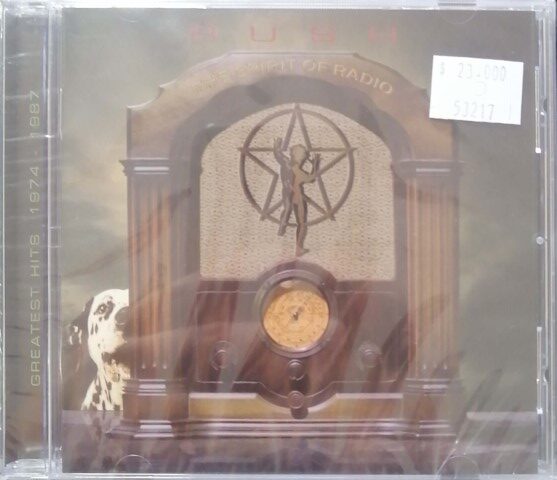 RUSH
THE SPIRIT OF RADIO
$ 23.000
53217
GREATEST HITS 1974 - 1987